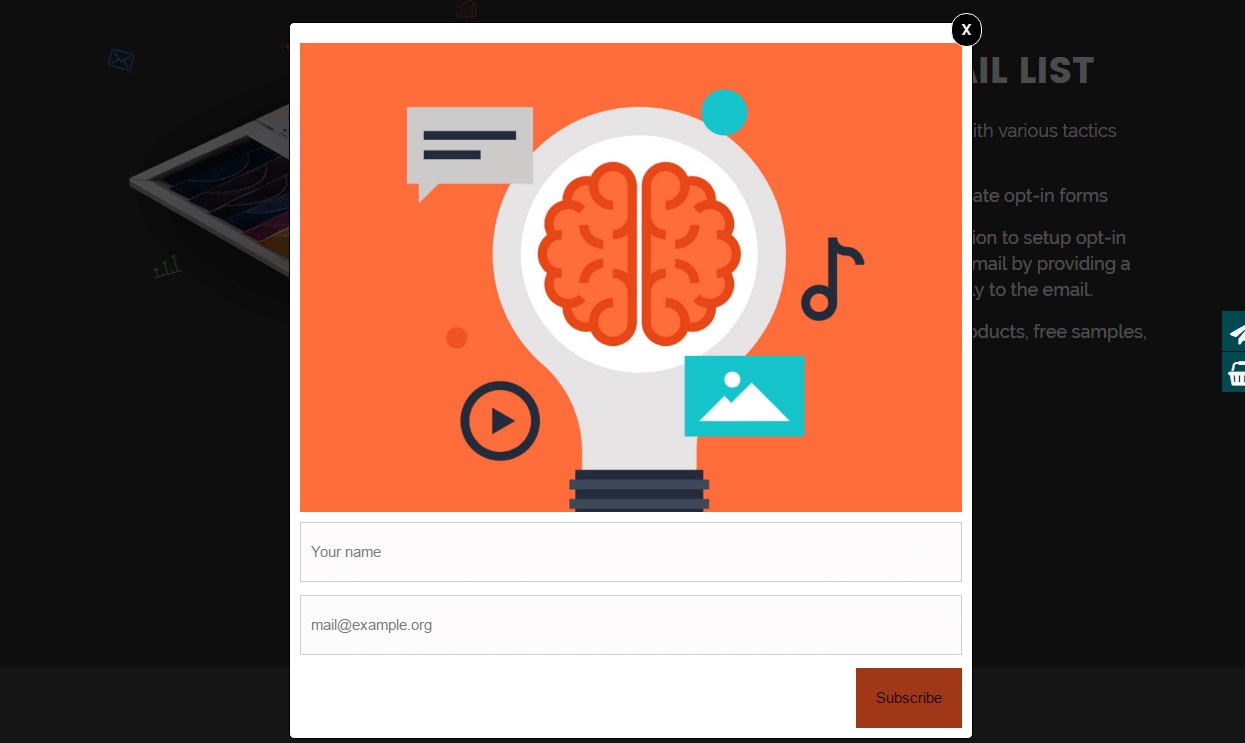 X
AIL LIST
ith various tactics
ate opt-in forms
ion to setup opt-in
mail by providing a
y to the email.
oducts, free samples,
Your name
mail@example.org
Subscribe